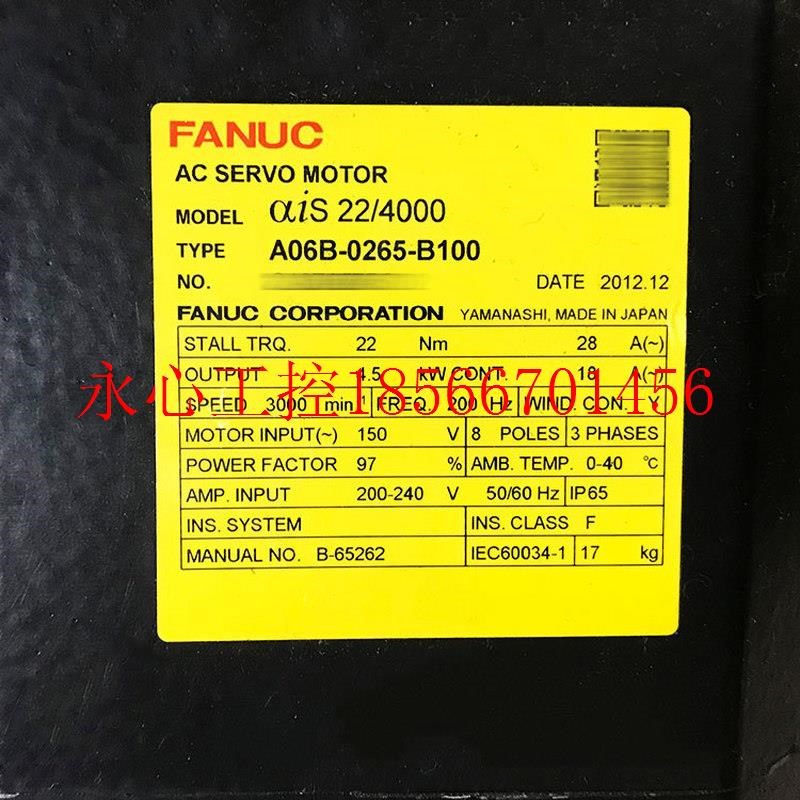 FANUC
AC SERVO MOTOR
MODEL αiS 22/4000
TYPE A06B-0265-B100
NO.
DATE 2012.12
FANUC CORPORATION YAMANASHI, MADE IN JAPAN
STALL TRQ. 22 Nm 28 A(~)
OUTPUT 4.5 kW CONT. 18 A(~)
永心工控18566701456
SPEED 3000 min-1 FREQ. 200 Hz WIND. CON. Y
MOTOR INPUT(~) 150 V 8 POLES 3 PHASES
POWER FACTOR 97 % AMB. TEMP. 0-40 ℃
AMP. INPUT 200-240 V 50/60 Hz IP65
INS. SYSTEM INS. CLASS F
MANUAL NO. B-65262 IEC60034-1 17 kg